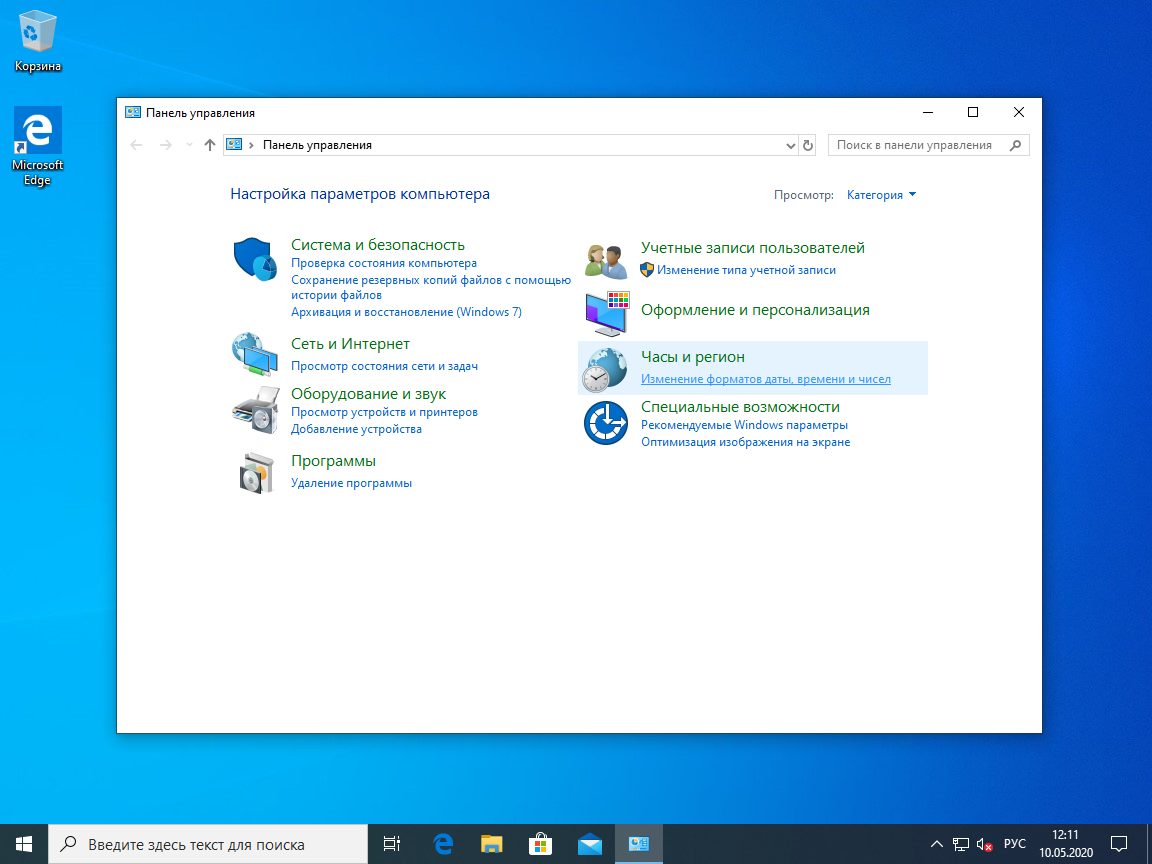 Корзина
Microsoft
Edge
Панель управления
Панель управления
Поиск в панели управления
Настройка параметров компьютера
Просмотр:
Категория
Система и безопасность
Проверка состояния компьютера
Сохранение резервных копий файлов с помощью
истории файлов
Архивация и восстановление (Windows 7)
Сеть и Интернет
Просмотр состояния сети и задач
Оборудование и звук
Просмотр устройств и принтеров
Добавление устройства
Программы
Удаление программы
Учетные записи пользователей
Изменение типа учетной записи
Оформление и персонализация
Часы и регион
Изменение форматов даты, времени и чисел
Специальные возможности
Рекомендуемые Windows параметры
Оптимизация изображения на экране
Введите здесь текст для поиска
РУС
12:11
10.05.2020